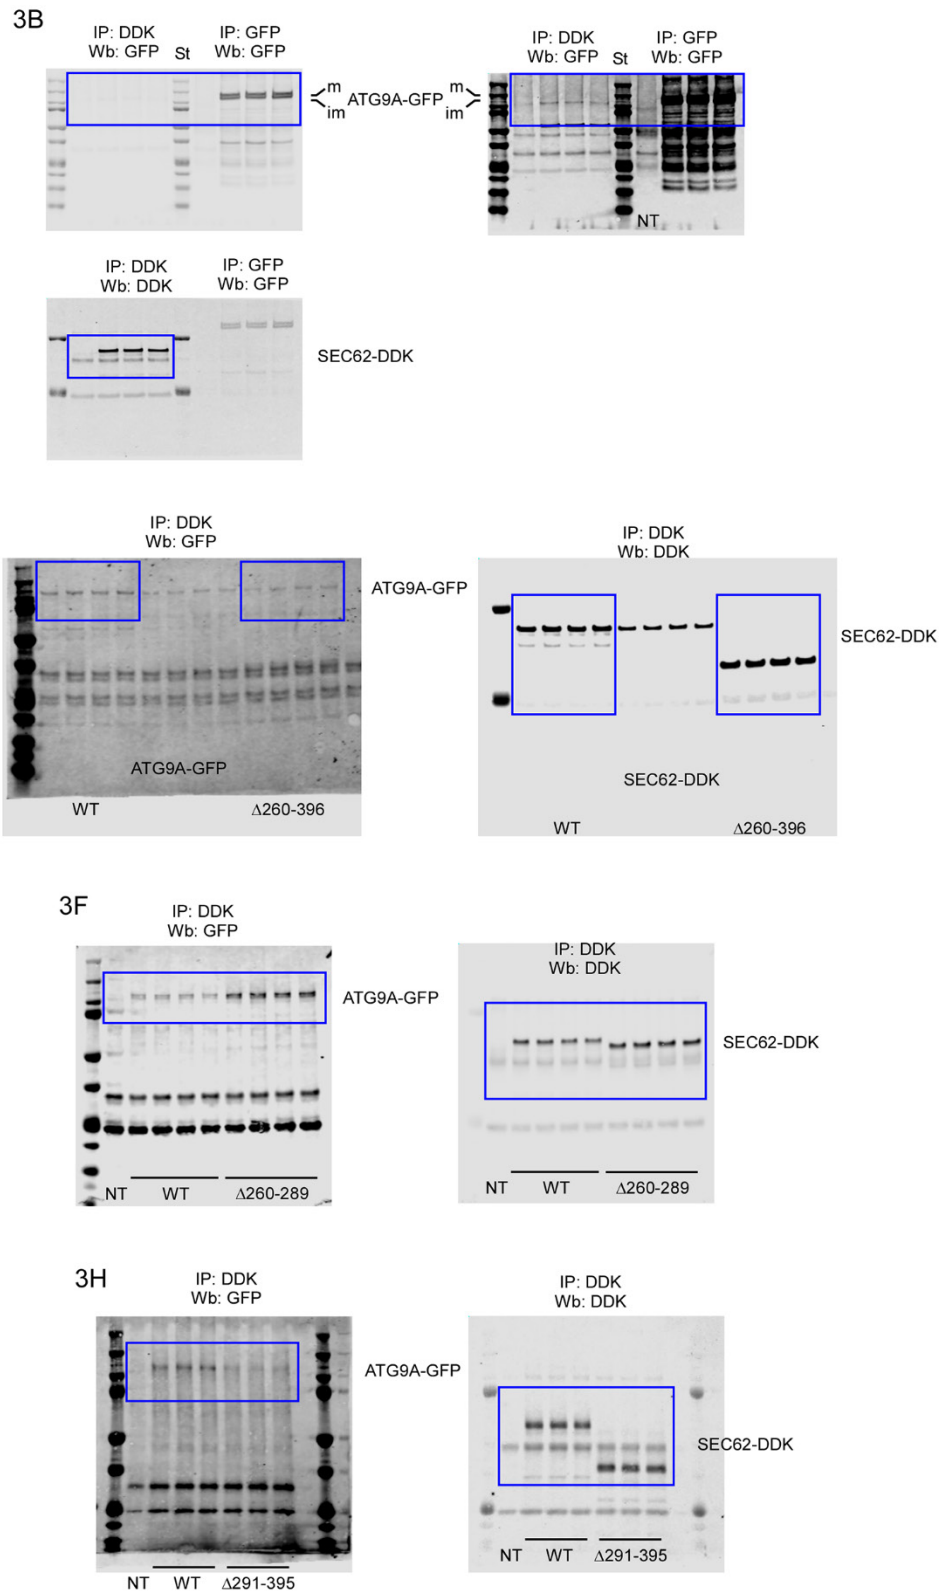 3B
IP: DDK
Wb: GFP
St
IP: GFP
Wb: GFP
m
im
ATG9A-GFP
m
im
IP: DDK
Wb: GFP
St
IP: GFP
Wb: GFP
NT
IP: DDK
Wb: DDK
IP: GFP
Wb: GFP
SEC62-DDK
IP: DDK
Wb: GFP
ATG9A-GFP
ATG9A-GFP
WT
Δ260-396
IP: DDK
Wb: DDK
SEC62-DDK
SEC62-DDK
WT
Δ260-396
3F
IP: DDK
Wb: GFP
ATG9A-GFP
NT WT Δ260-289
IP: DDK
Wb: DDK
SEC62-DDK
NT WT Δ260-289
3H
IP: DDK
Wb: GFP
ATG9A-GFP
NT WT Δ291-395
IP: DDK
Wb: DDK
SEC62-DDK
NT WT Δ291-395